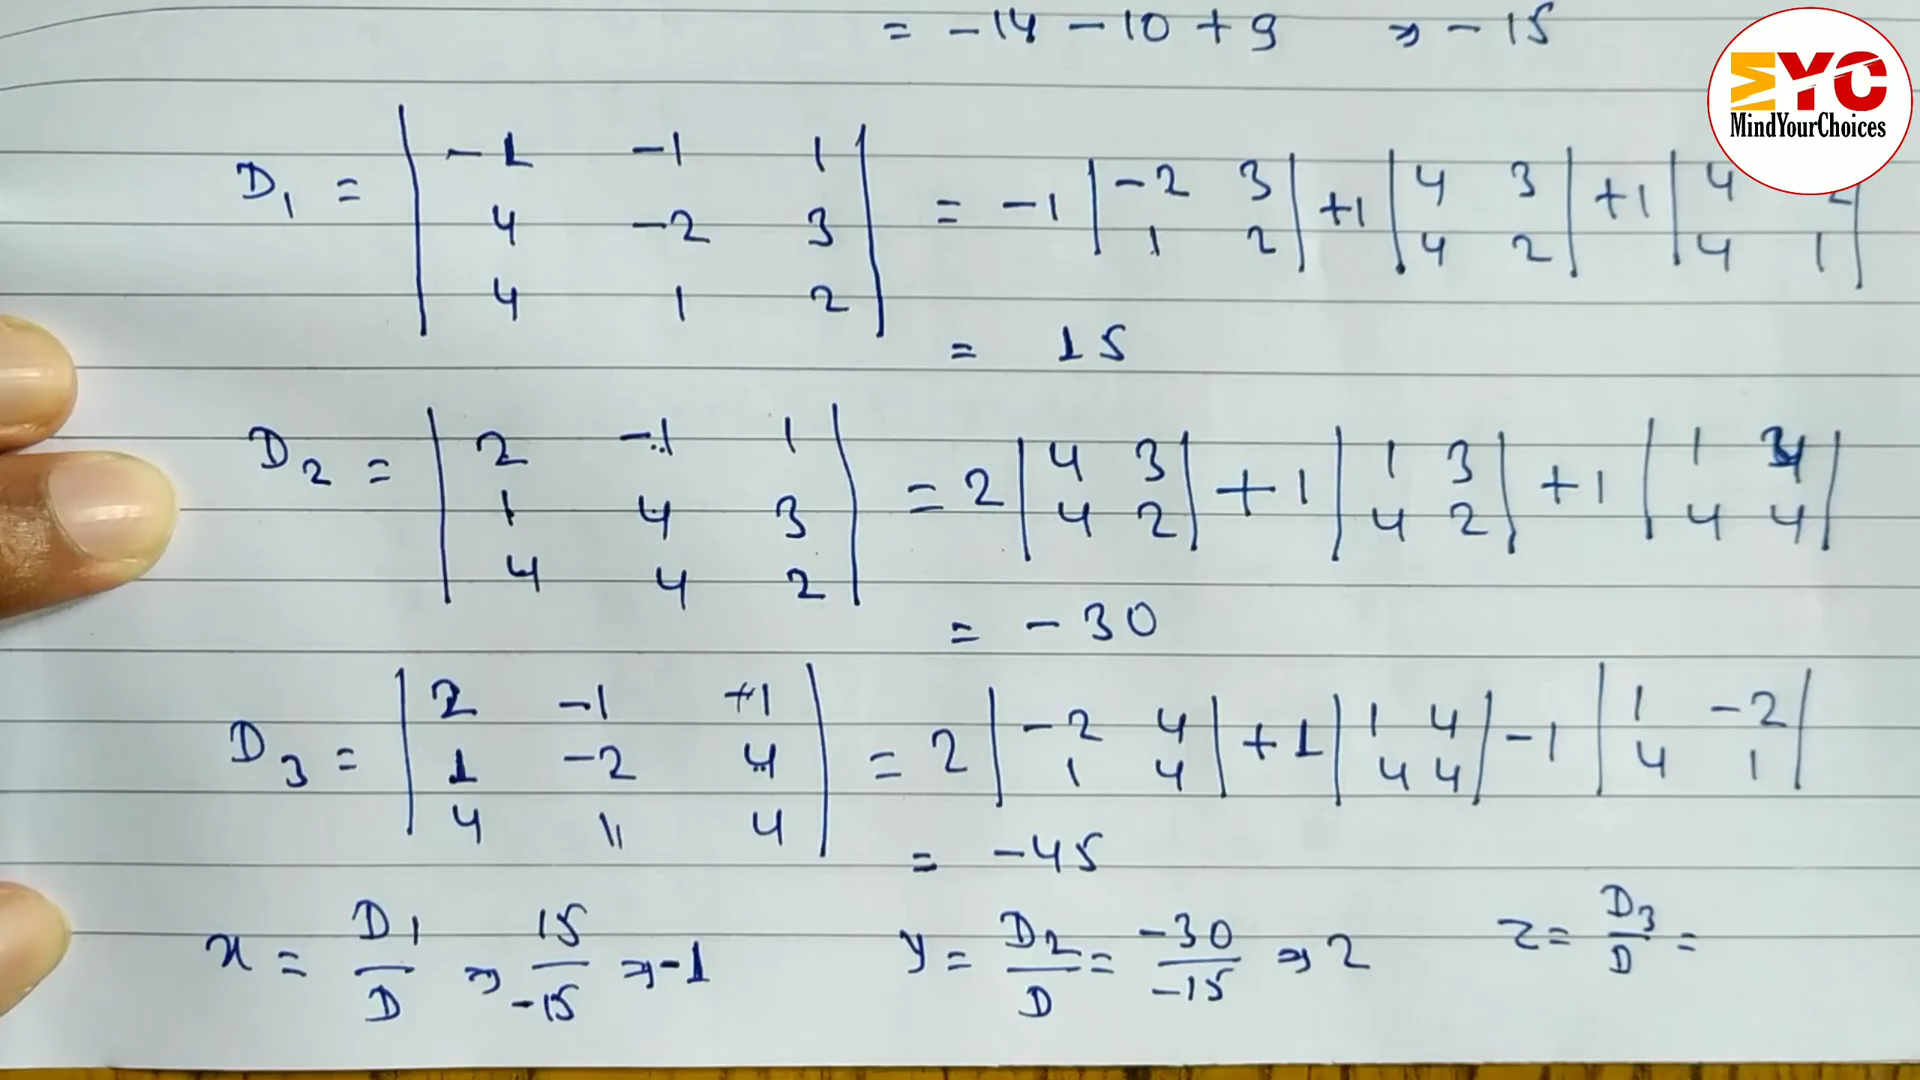 = -14 - 10 + 9 ⇒ -15
MYC
MindYourChoices
D₁ = | -1 -1 1 | = -1 | -2 3 | +1 | 4 3 | +1 | 4
| 4 -2 3 | | 1 2 | | 4 2 | | 4 1 |
| 4 1 2 |
= 15
D₂ = | 2 -1 1 | = 2 | 4 3 | +1 | 1 3 | +1 | 1 4 |
| 1 4 3 | | 4 2 | | 4 2 | | 4 4 |
| 4 4 2 |
= -30
D₃ = | 2 -1 +1 | = 2 | -2 4 | +1 | 1 4 | -1 | 1 -2 |
| 1 -2 4 | | 1 4 | | 4 4 | | 4 1 |
| 4 1 4 |
= -45
x = D₁/D ⇒ 15/-15 ⇒ -1 y = D₂/D = -30/-15 ⇒ 2 z = D₃/D =